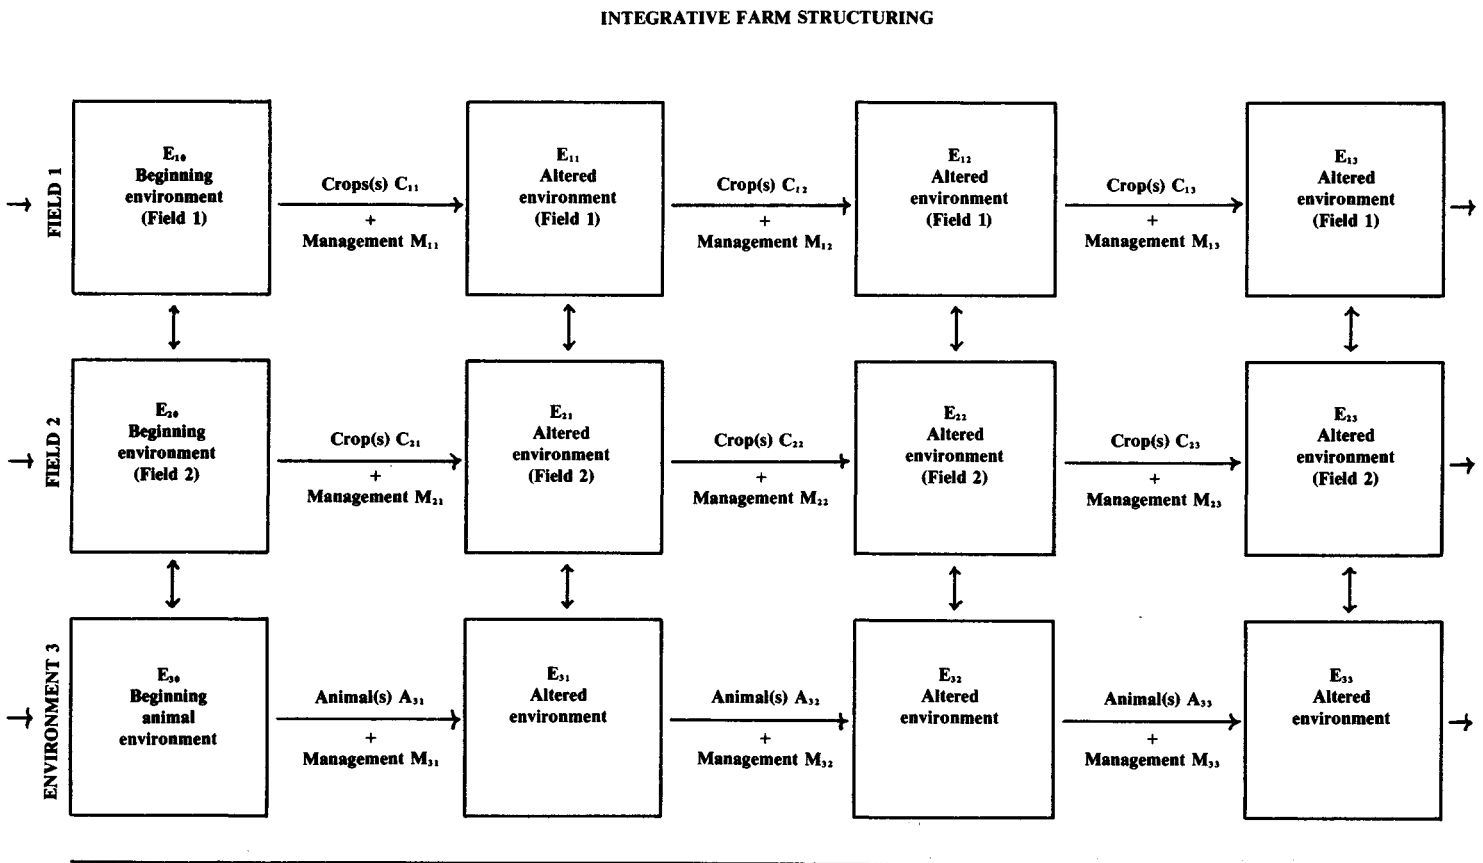 INTEGRATIVE FARM STRUCTURING
FIELD 1
E₁₀
Beginning
environment
(Field 1)
Crops(s) C₁₁
+
Management M₁₁
E₁₁
Altered
environment
(Field 1)
Crop(s) C₁₂
+
Management M₁₂
E₁₂
Altered
environment
(Field 1)
Crop(s) C₁₃
+
Management M₁₃
E₁₃
Altered
environment
(Field 1)
FIELD 2
E₂₀
Beginning
environment
(Field 2)
Crop(s) C₂₁
+
Management M₂₁
E₂₁
Altered
environment
(Field 2)
Crop(s) C₂₂
+
Management M₂₂
E₂₂
Altered
environment
(Field 2)
Crop(s) C₂₃
+
Management M₂₃
E₂₃
Altered
environment
(Field 2)
ENVIRONMENT 3
E₃₀
Beginning
animal
environment
Animal(s) A₃₁
+
Management M₃₁
E₃₁
Altered
environment
Animal(s) A₃₂
+
Management M₃₂
E₃₂
Altered
environment
Animal(s) A₃₃
+
Management M₃₃
E₃₃
Altered
environment